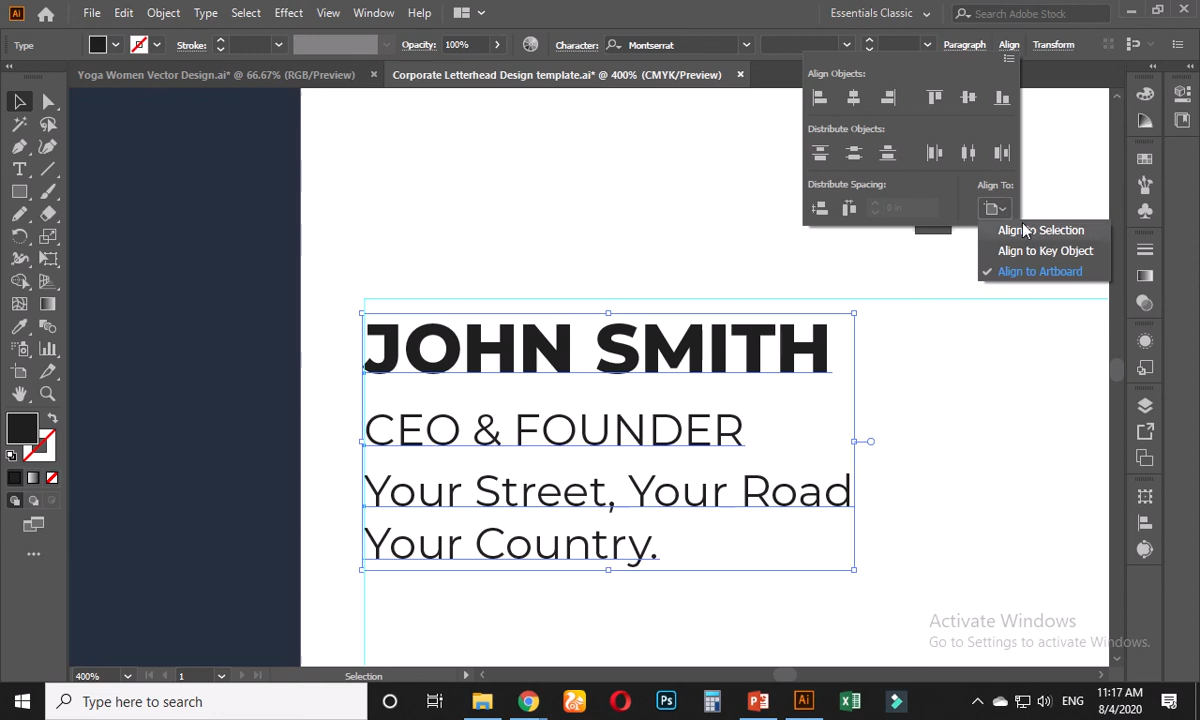 File Edit Object Type Select Effect View Window Help
Essentials Classic
Search Adobe Stock
Type
Stroke:
Opacity: 100%
Character: Montserrat
Paragraph Align Transform
Yoga Women Vector Design.ai* @ 66.67% (RGB/Preview)
Corporate Letterhead Design template.ai* @ 400% (CMYK/Preview)
Align Objects:
Distribute Objects:
Distribute Spacing:
Align To:
0 in
Align to Selection
Align to Key Object
Align to Artboard
JOHN SMITH
CEO & FOUNDER
Your Street, Your Road
Your Country.
Activate Windows
Go to Settings to activate Windows.
400%
1
Selection
Type here to search
ENG
11:17 AM
8/4/2020